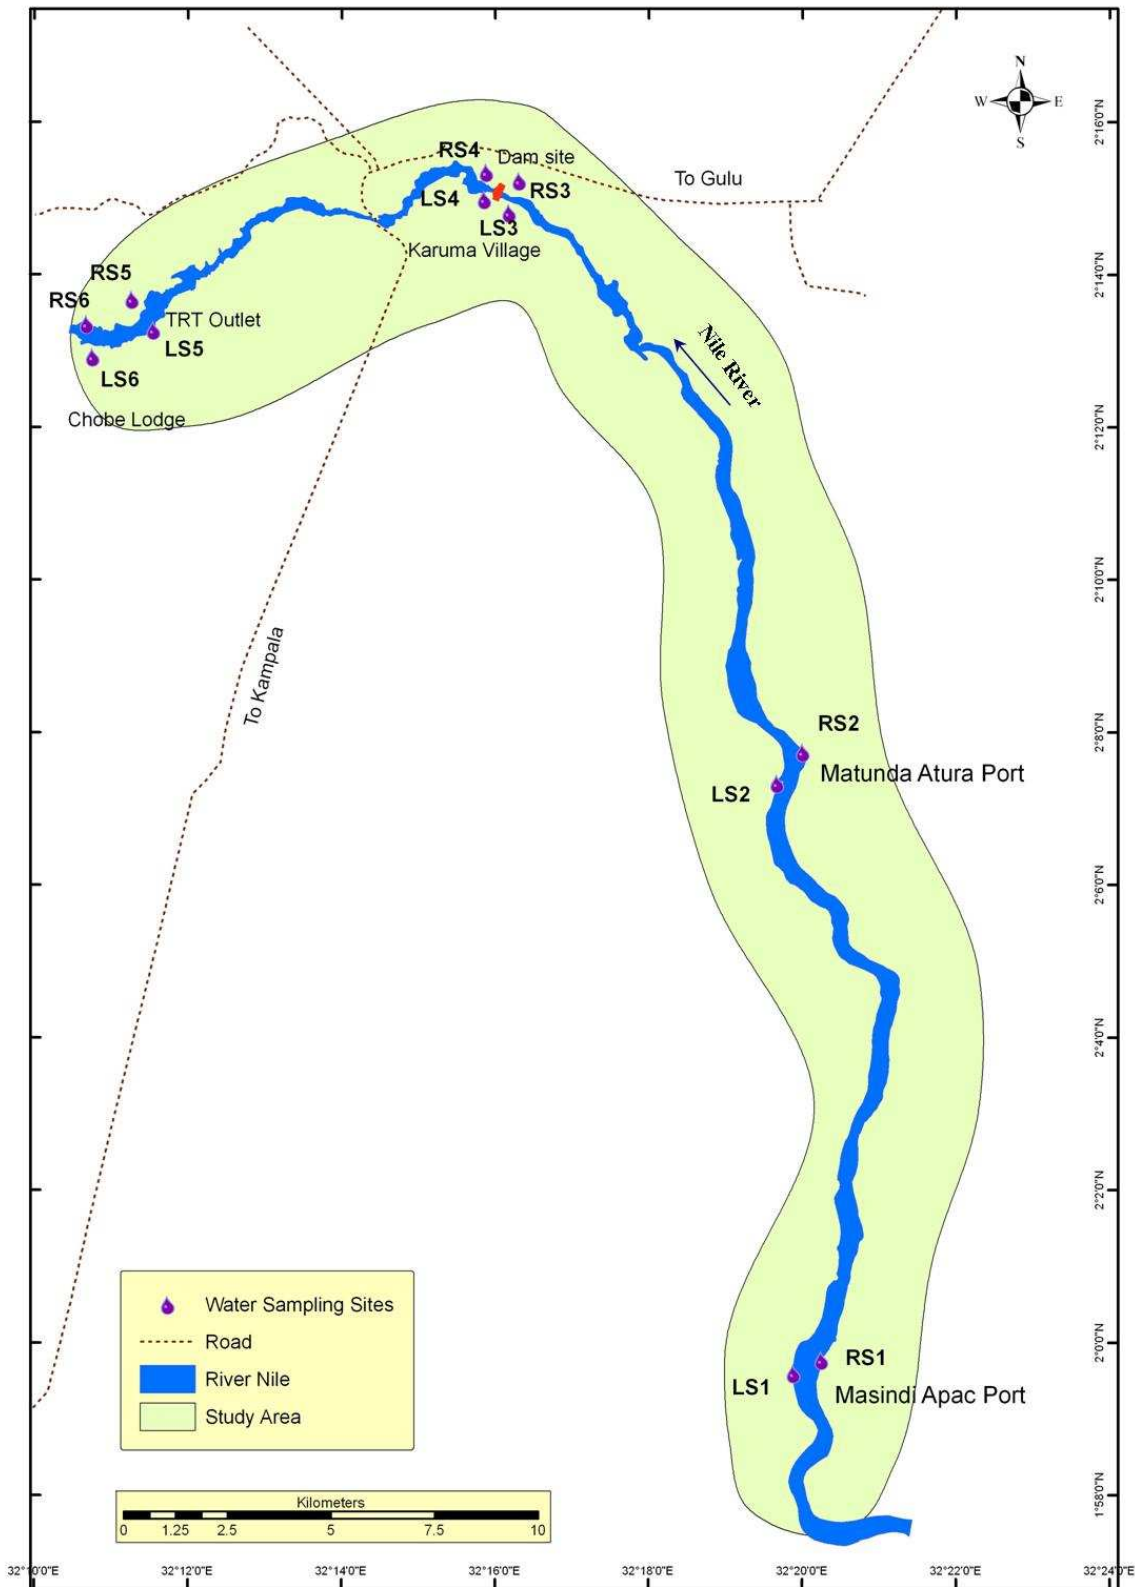 N
W
E
S
RS4
Dam site
To Gulu
RS3
LS4
LS3
Karuma Village
RS5
RS6
TRT Outlet
LS5
LS6
Chobe Lodge
Nile River
To Kampala
RS2
Matunda Atura Port
LS2
RS1
LS1
Masindi Apac Port
2°16'0"N
2°14'0"N
2°12'0"N
2°10'0"N
2°8'0"N
2°6'0"N
2°4'0"N
2°2'0"N
2°0'0"N
1°58'0"N
Water Sampling Sites
Road
River Nile
Study Area
Kilometers
0 1.25 2.5 5 7.5 10
32°10'0"E 32°12'0"E 32°14'0"E 32°16'0"E 32°18'0"E 32°20'0"E 32°22'0"E 32°24'0"E